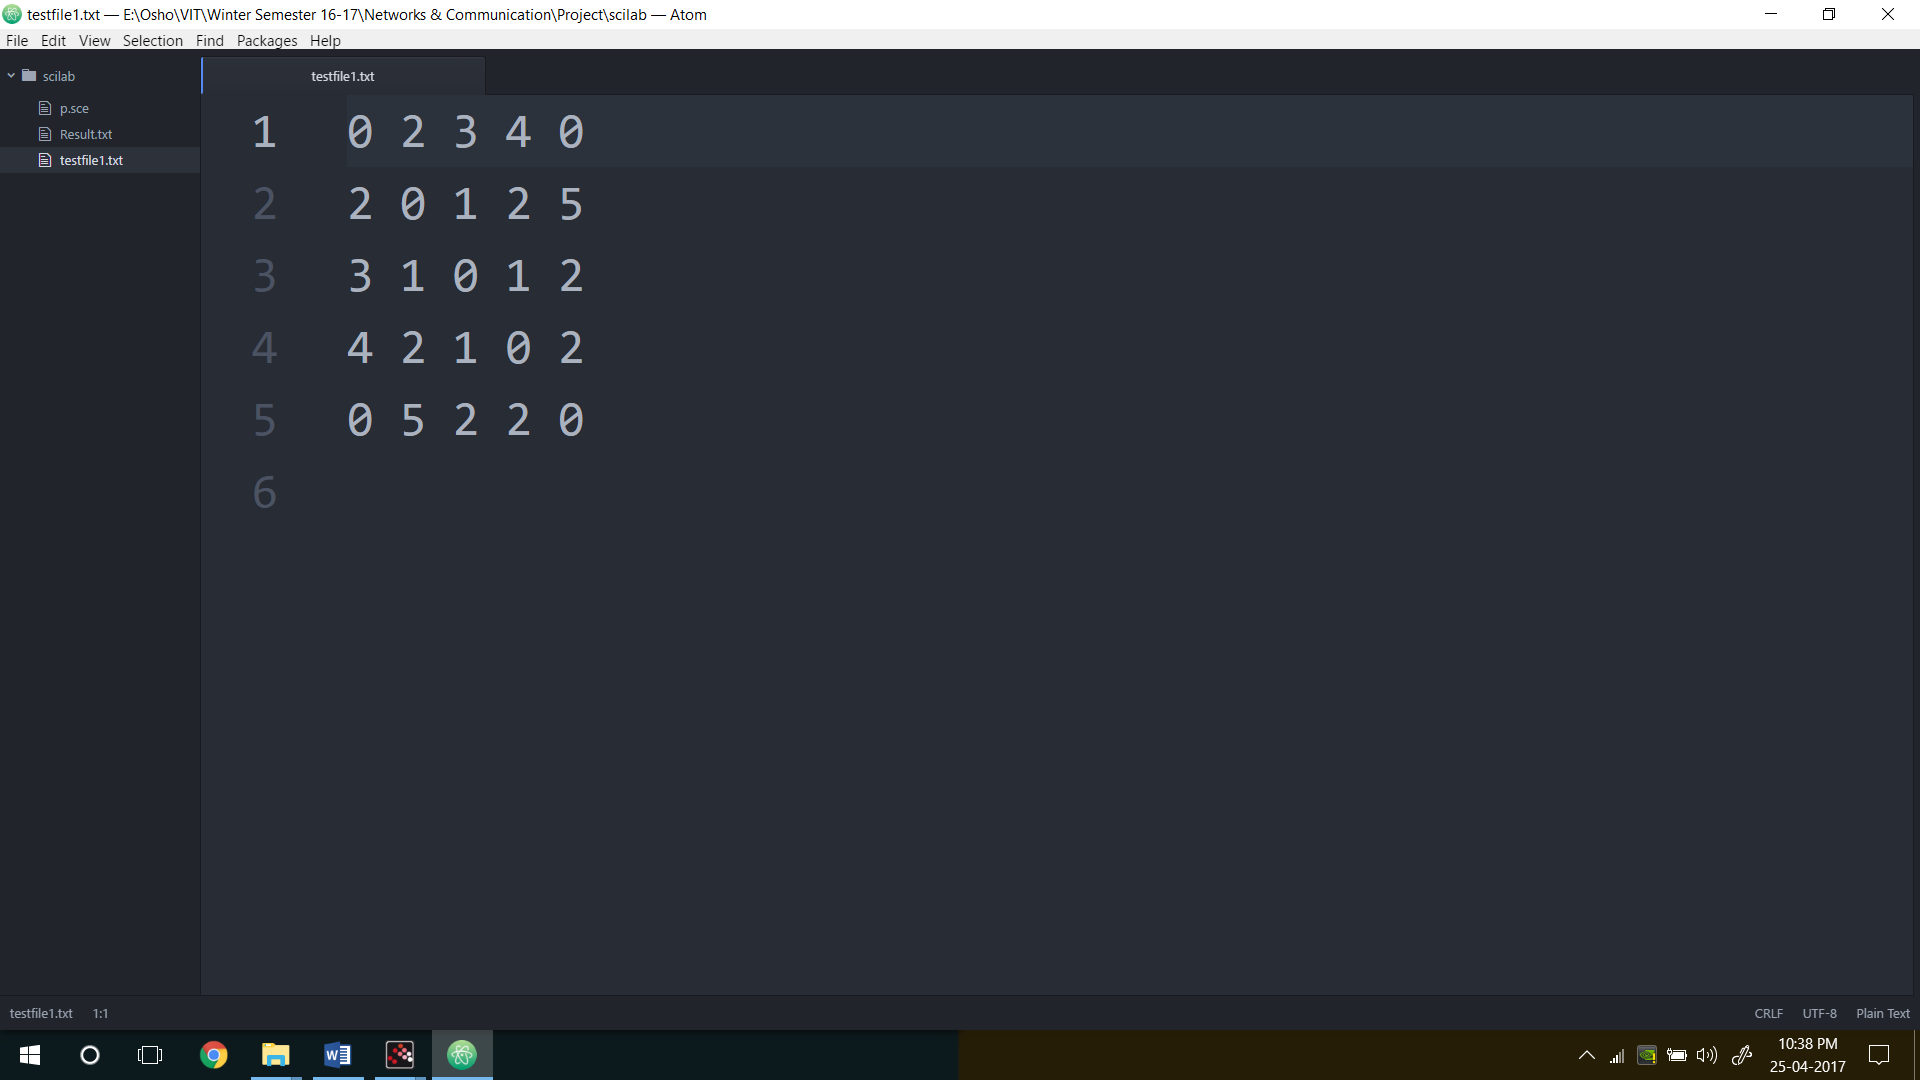 testfile1.txt — E:\Osho\VIT\Winter Semester 16-17\Networks & Communication\Project\scilab — Atom
File Edit View Selection Find Packages Help
scilab
p.sce
Result.txt
testfile1.txt
testfile1.txt
1 0 2 3 4 0
2 2 0 1 2 5
3 3 1 0 1 2
4 4 2 1 0 2
5 0 5 2 2 0
6
testfile1.txt 1:1
CRLF UTF-8 Plain Text
W
10:38 PM
25-04-2017